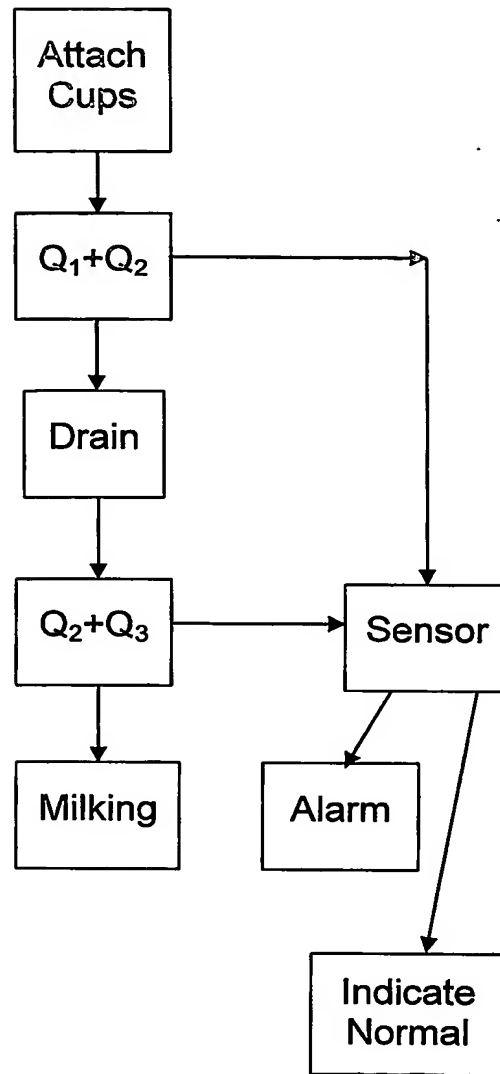 Attach
Cups
Q₁+Q₂
Drain
Q₂+Q₃
Sensor
Milking
Alarm
Indicate
Normal